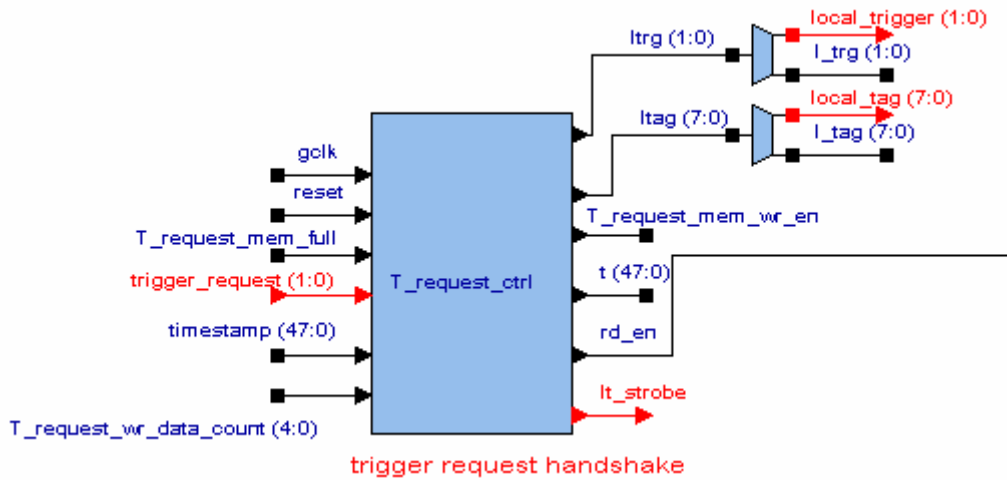 local_trigger (1:0)
ltrg (1:0)
l_trg (1:0)
local_tag (7:0)
ltag (7:0)
l_tag (7:0)
gclk
reset
T_request_mem_wr_en
T_request_mem_full
trigger_request (1:0)
T_request_ctrl
t (47:0)
timestamp (47:0)
rd_en
lt_strobe
T_request_wr_data_count (4:0)
trigger request handshake